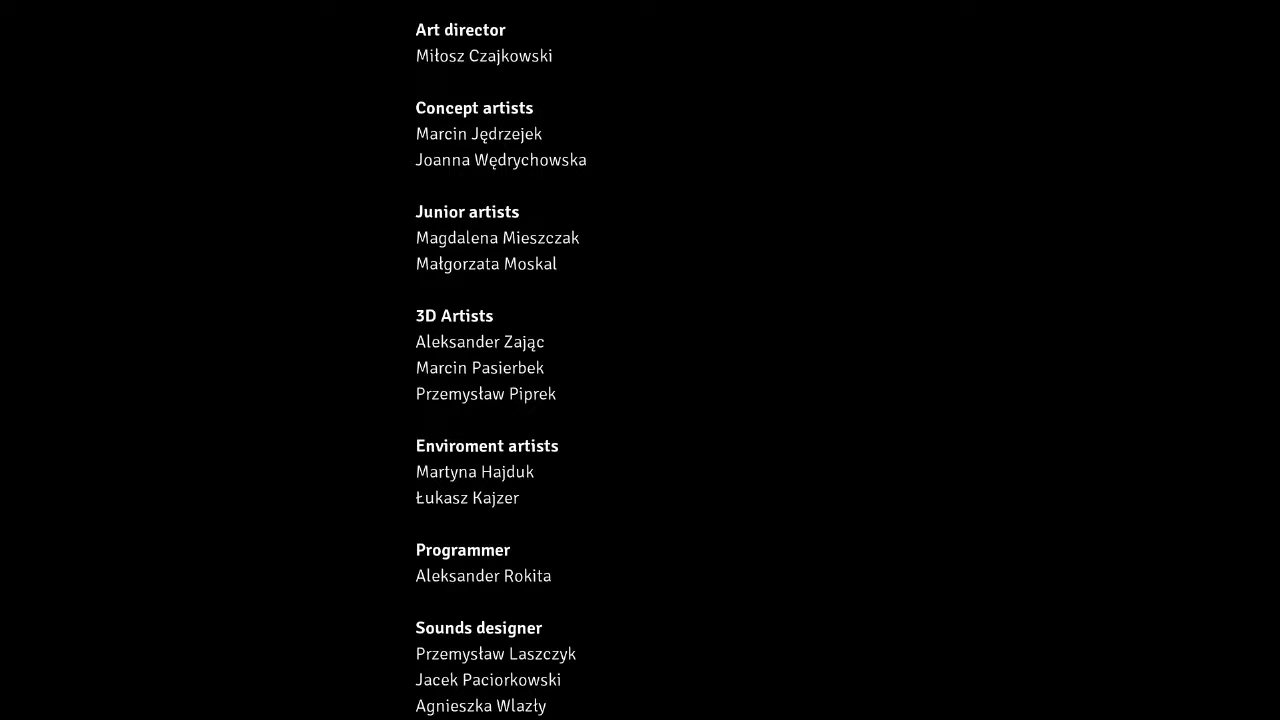 Art director
Miłosz Czajkowski
Concept artists
Marcin Jędrzejek
Joanna Wędrychowska
Junior artists
Magdalena Mieszczak
Małgorzata Moskal
3D Artists
Aleksander Zając
Marcin Pasierbek
Przemysław Piprek
Enviroment artists
Martyna Hajduk
Łukasz Kajzer
Programmer
Aleksander Rokita
Sounds designer
Przemysław Laszczyk
Jacek Paciorkowski
Agnieszka Wlazły